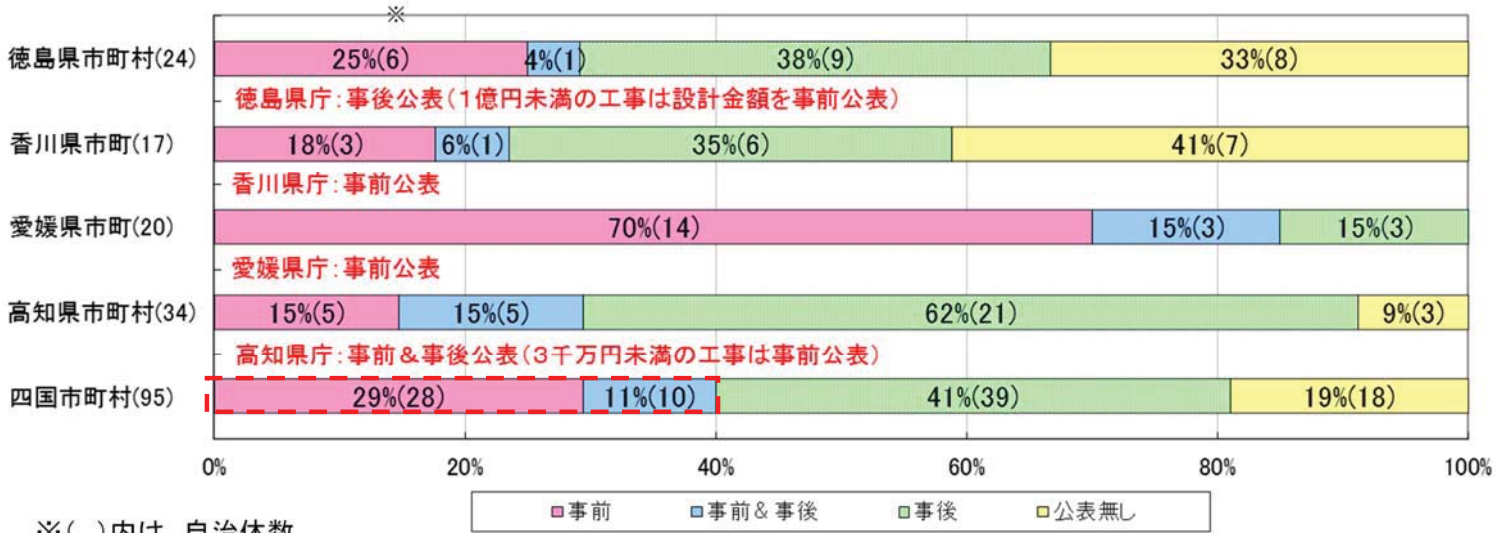 ※
徳島県市町村(24) 25%(6) 4%(1) 38%(9) 33%(8)
徳島県庁:事後公表(1億円未満の工事は設計金額を事前公表)
香川県市町(17) 18%(3) 6%(1) 35%(6) 41%(7)
香川県庁:事前公表
愛媛県市町(20) 70%(14) 15%(3) 15%(3)
愛媛県庁:事前公表
高知県市町村(34) 15%(5) 15%(5) 62%(21) 9%(3)
高知県庁:事前&事後公表(3千万円未満の工事は事前公表)
四国市町村(95) 29%(28) 11%(10) 41%(39) 19%(18)
0% 20% 40% 60% 80% 100%
事前 事前&事後 事後 公表無し
※( )内は、自治体数